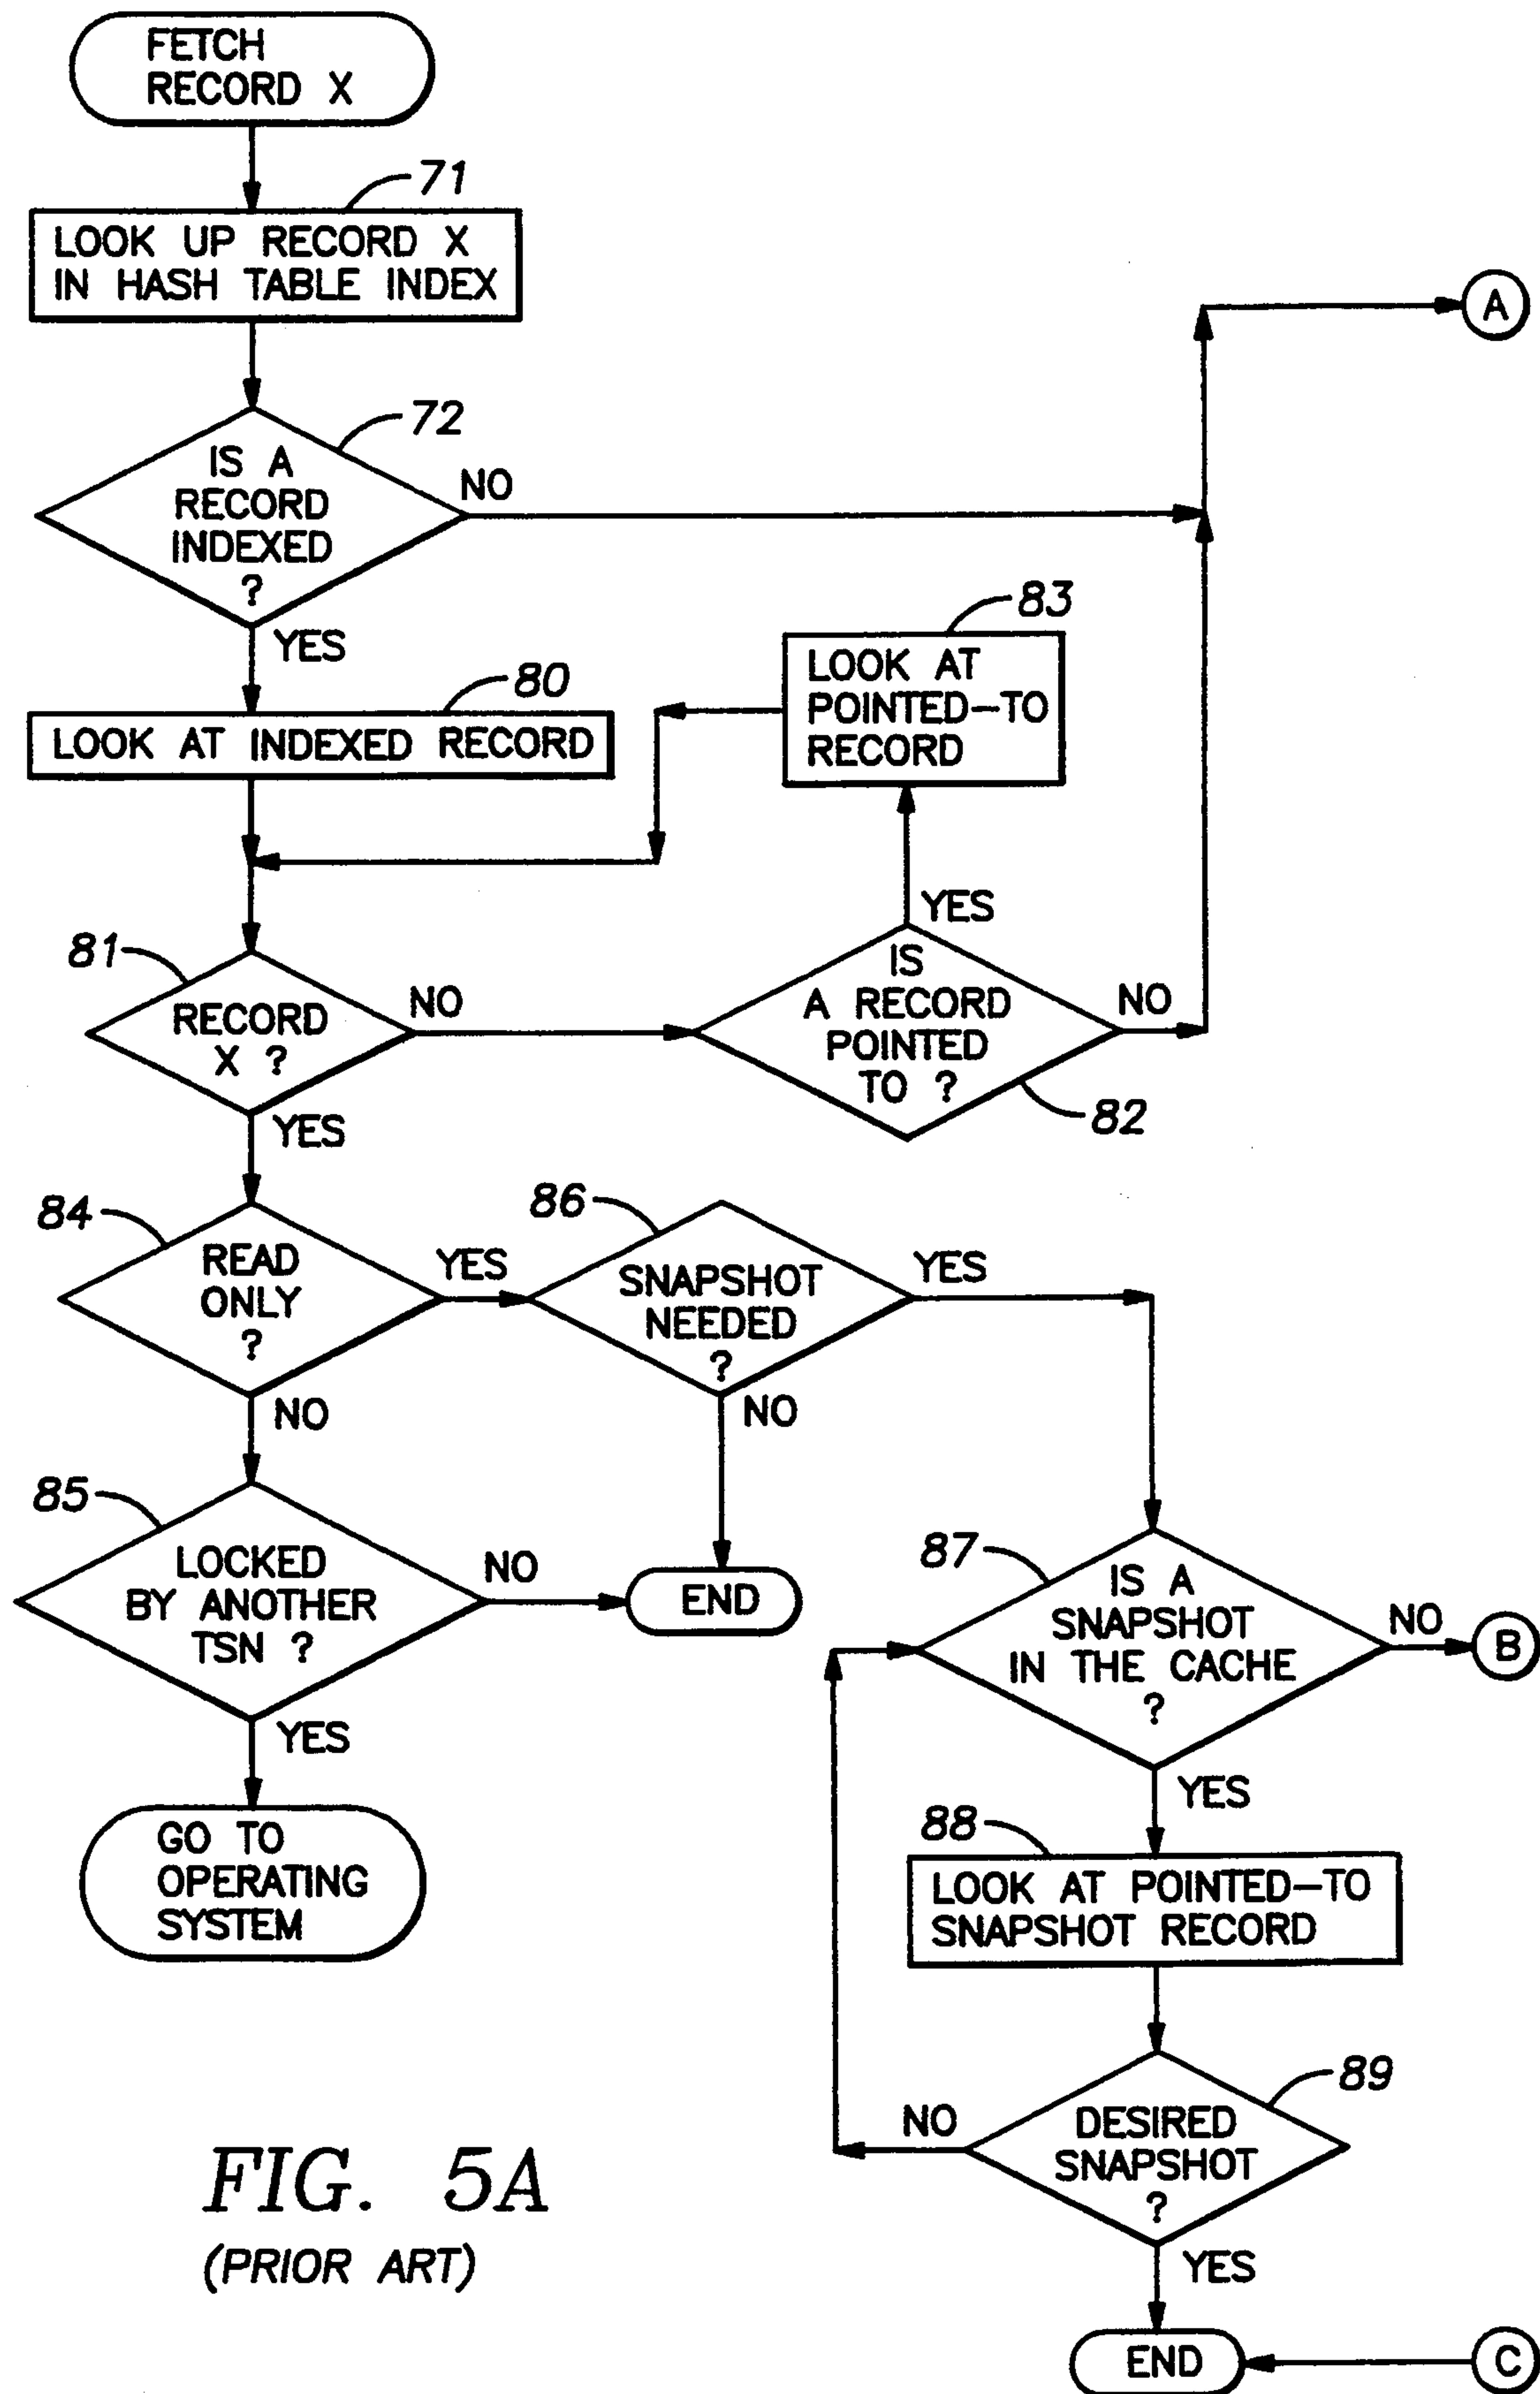 FETCH
RECORD X
71
LOOK UP RECORD X
IN HASH TABLE INDEX
A
72
IS A
RECORD
INDEXED
?
NO
YES
83
LOOK AT
POINTED-TO
RECORD
80
LOOK AT INDEXED RECORD
YES
81
RECORD
X ?
NO
IS
A RECORD
POINTED
TO ?
NO
82
YES
84
READ
ONLY
?
YES
86
SNAPSHOT
NEEDED
?
YES
NO
NO
85
LOCKED
BY ANOTHER
TSN ?
NO
END
87
IS A
SNAPSHOT
IN THE CACHE
?
NO
B
YES
GO TO
OPERATING
SYSTEM
YES
88
LOOK AT POINTED-TO
SNAPSHOT RECORD
89
DESIRED
SNAPSHOT
?
NO
YES
END
C
FIG. 5A
(PRIOR ART)